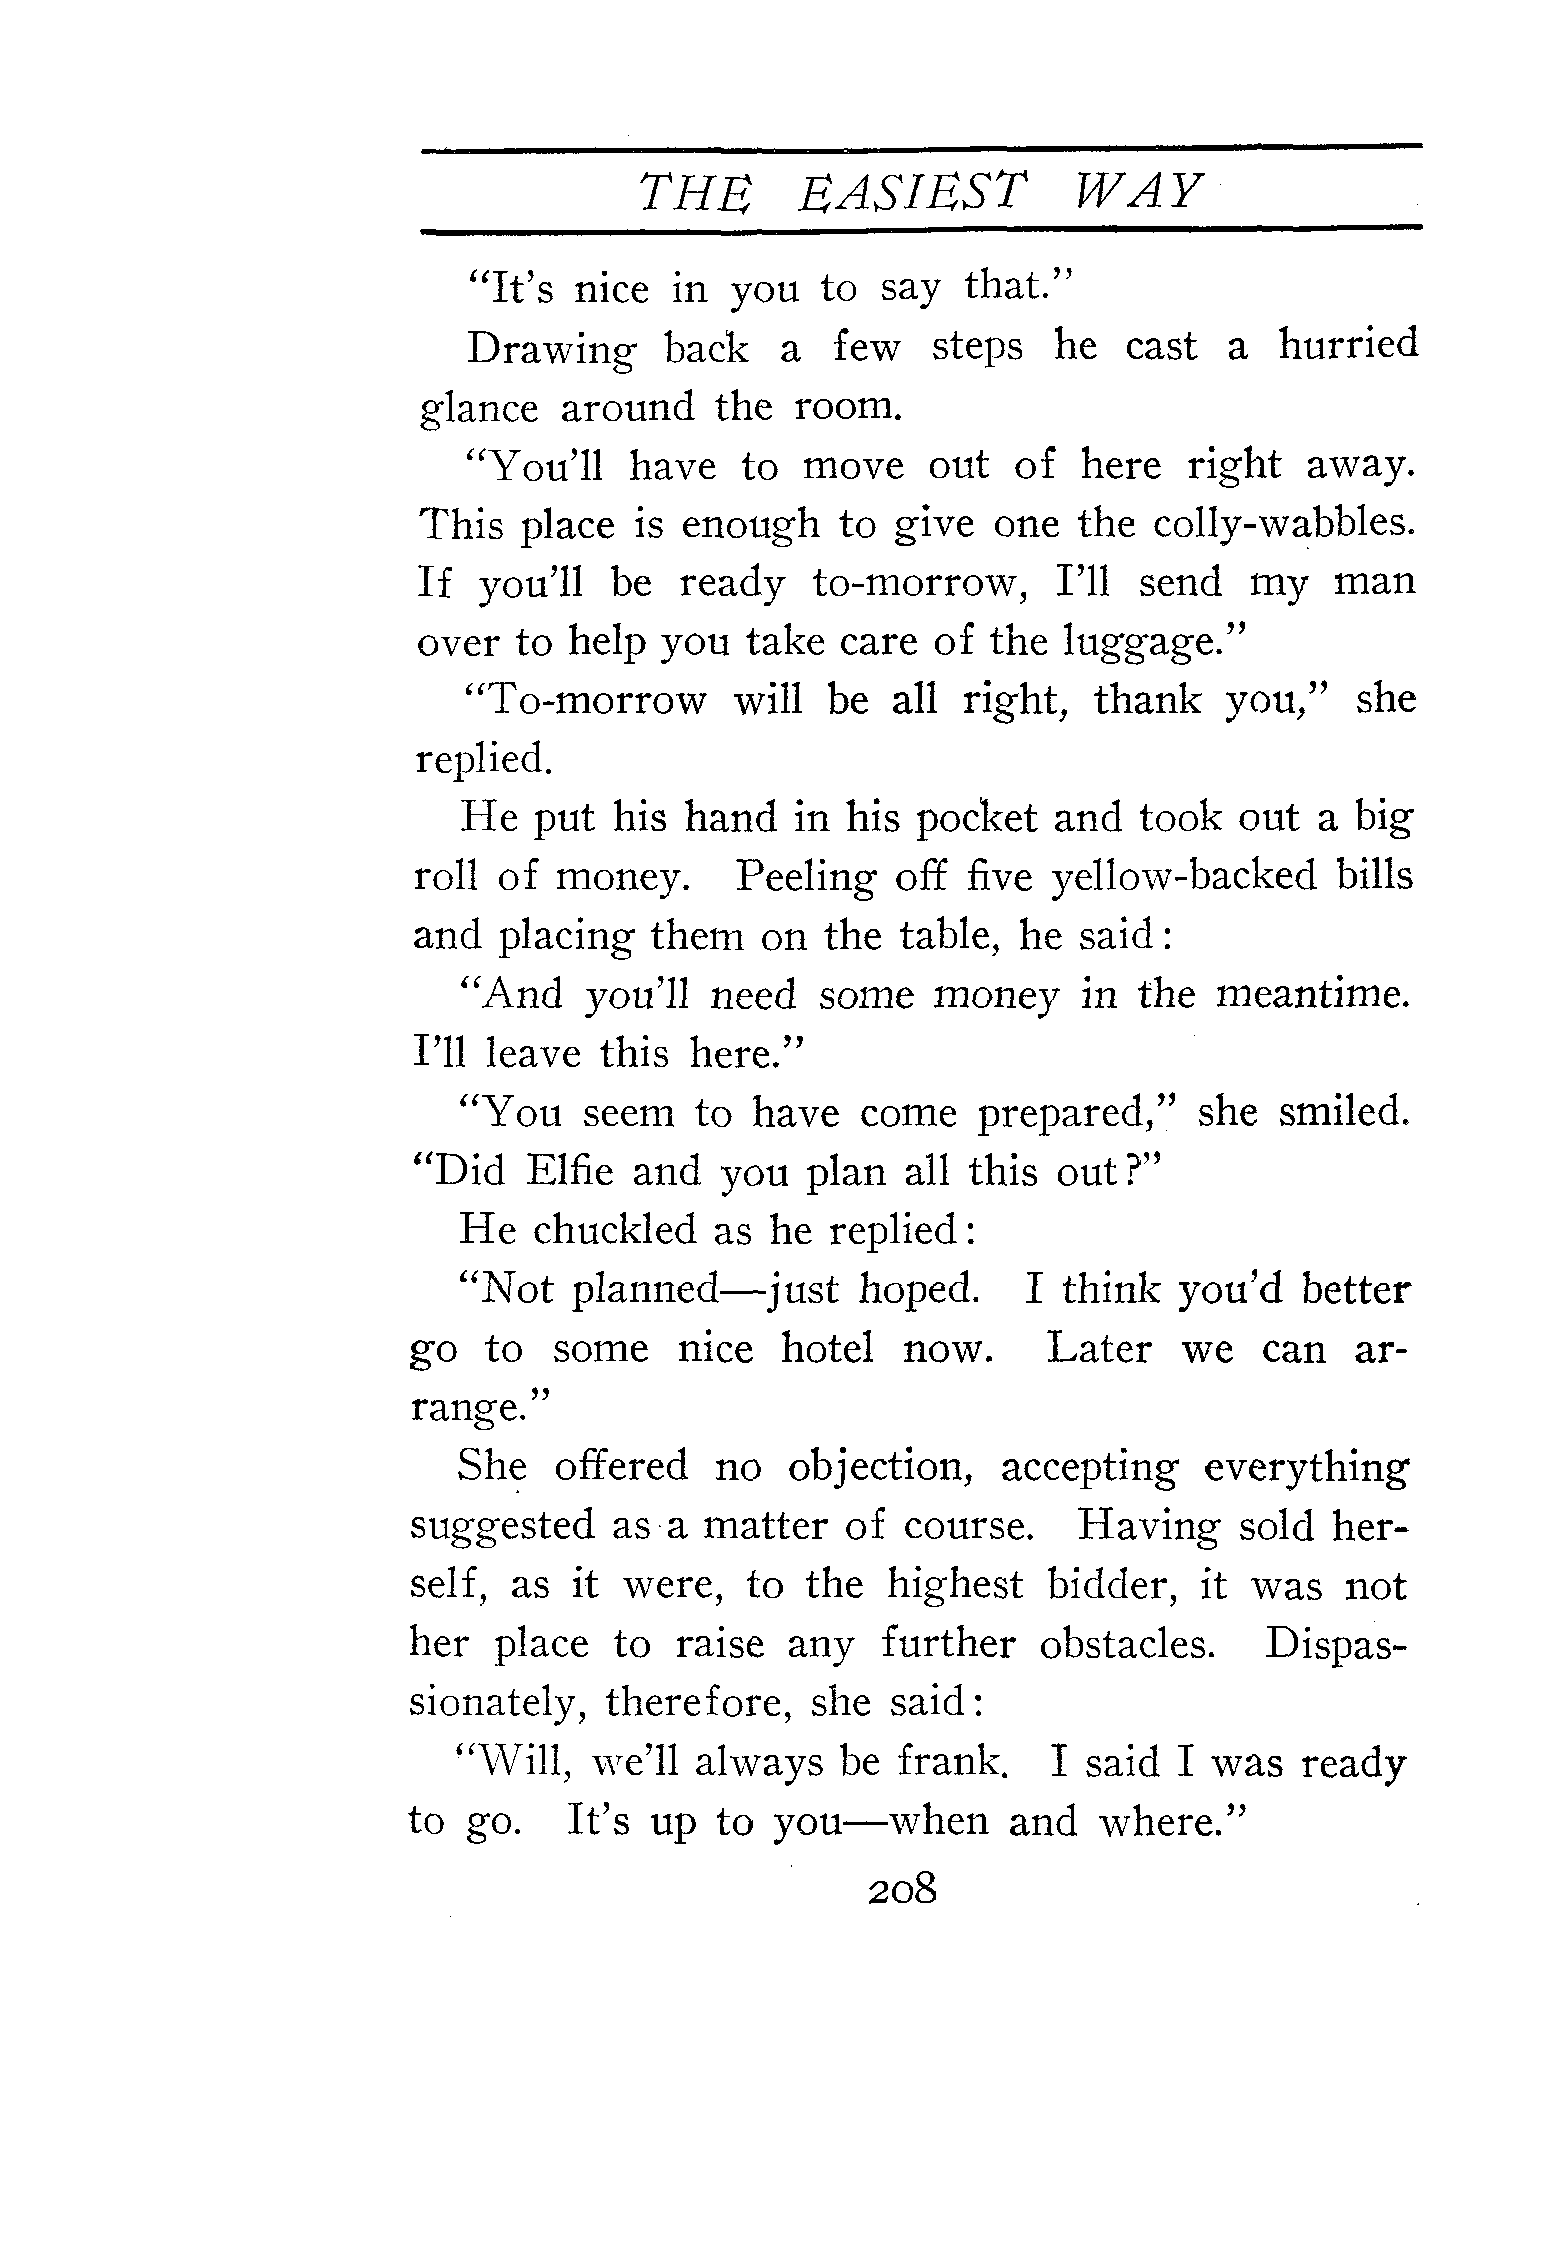 THE EASIEST WAY
“It’s nice in you to say that.”
Drawing back a few steps he cast a hurried
glance around the room.
“You’ll have to move out of here right away.
This place is enough to give one the colly-wabbles.
If you’ll be ready to-morrow, I’ll send my man
over to help you take care of the luggage.”
“To-morrow will be all right, thank you,” she
replied.
He put his hand in his pocket and took out a big
roll of money. Peeling off five yellow-backed bills
and placing them on the table, he said:
“And you’ll need some money in the meantime.
I’ll leave this here.”
“You seem to have come prepared,” she smiled.
“Did Elfie and you plan all this out?”
He chuckled as he replied:
“Not planned—just hoped. I think you’d better
go to some nice hotel now. Later we can ar-
range.”
She offered no objection, accepting everything
suggested as a matter of course. Having sold her-
self, as it were, to the highest bidder, it was not
her place to raise any further obstacles. Dispas-
sionately, therefore, she said:
“Will, we’ll always be frank. I said I was ready
to go. It’s up to you—when and where.”
208